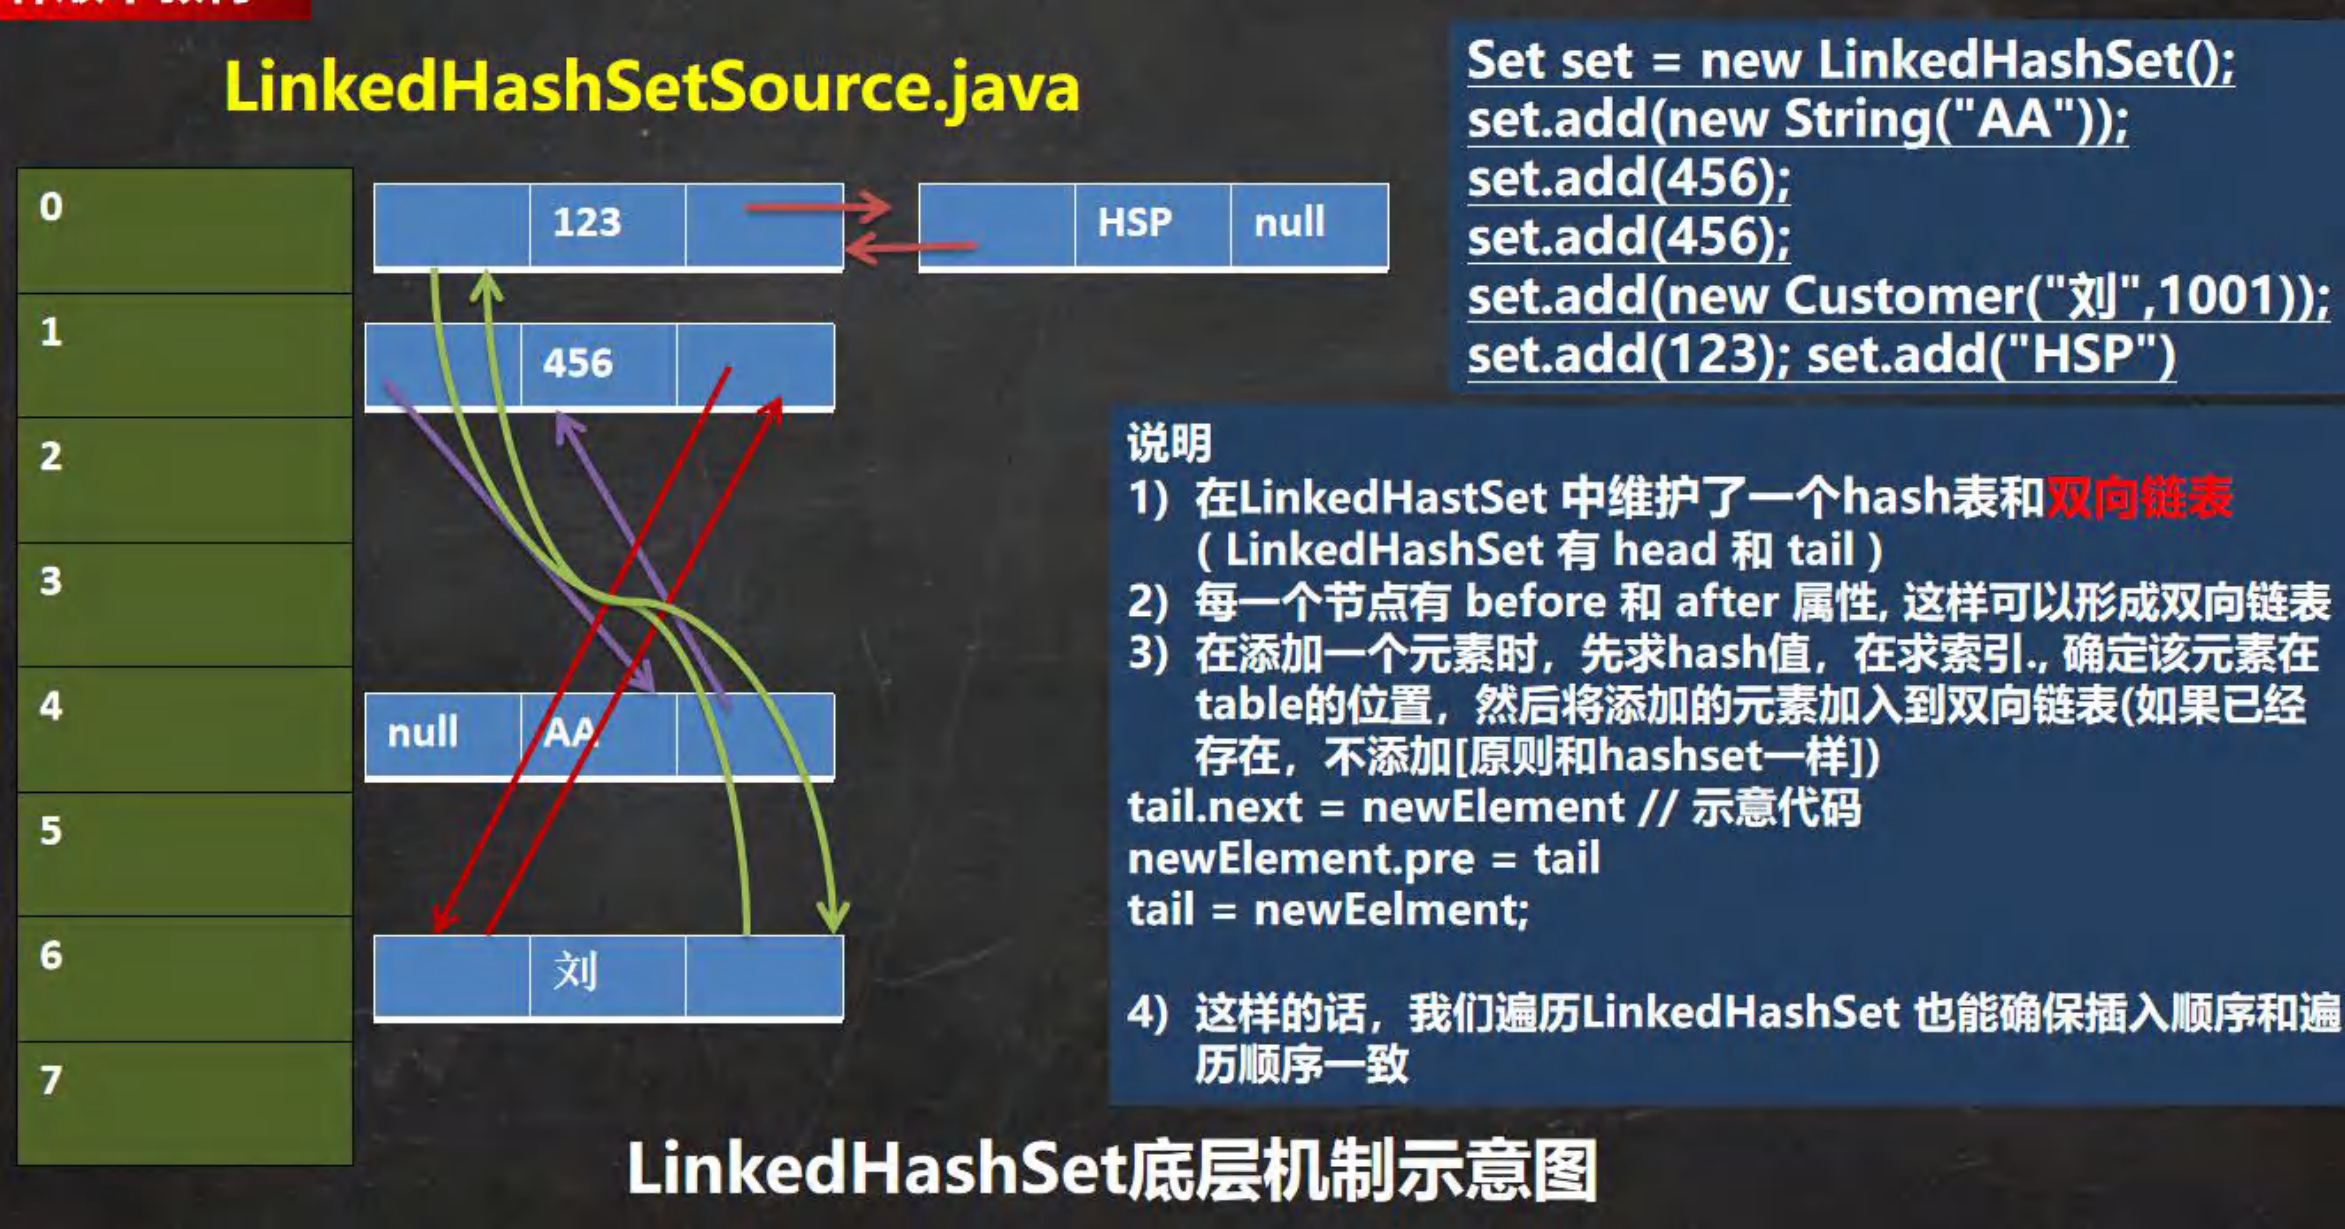 LinkedHashSetSource.java
Set set = new LinkedHashSet();
set.add(new String("AA"));
set.add(456);
set.add(456);
set.add(new Customer("刘",1001));
set.add(123); set.add("HSP")
0
123
HSP
null
1
456
2
3
4
null
AA
5
6
刘
7
说明
1) 在LinkedHastSet 中维护了一个hash表和双向链表
( LinkedHashSet 有 head 和 tail )
2) 每一个节点有 before 和 after 属性, 这样可以形成双向链表
3) 在添加一个元素时，先求hash值，在求索引., 确定该元素在
table的位置，然后将添加的元素加入到双向链表(如果已经
存在，不添加[原则和hashset一样])
tail.next = newElement // 示意代码
newElement.pre = tail
tail = newEelment;
4) 这样的话，我们遍历LinkedHashSet 也能确保插入顺序和遍
历顺序一致
LinkedHashSet底层机制示意图